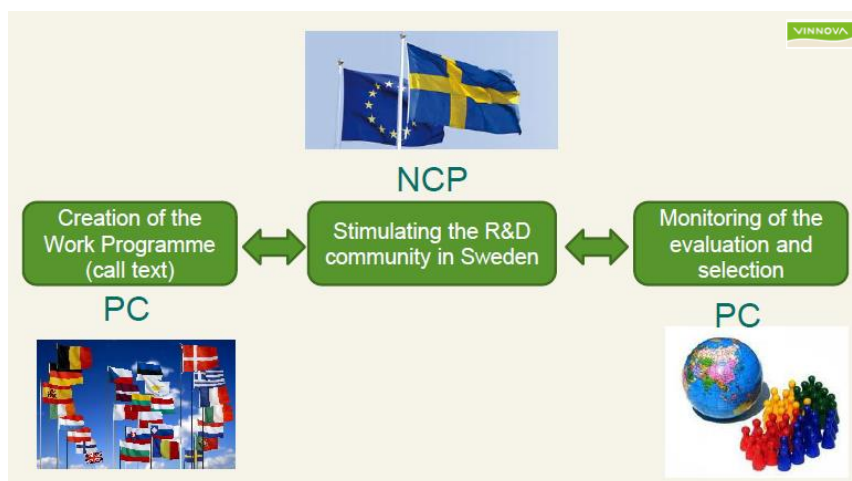 VINNOVA
NCP
Creation of the
Work Programme
(call text)
Stimulating the R&D
community in Sweden
Monitoring of the
evaluation and
selection
PC
PC